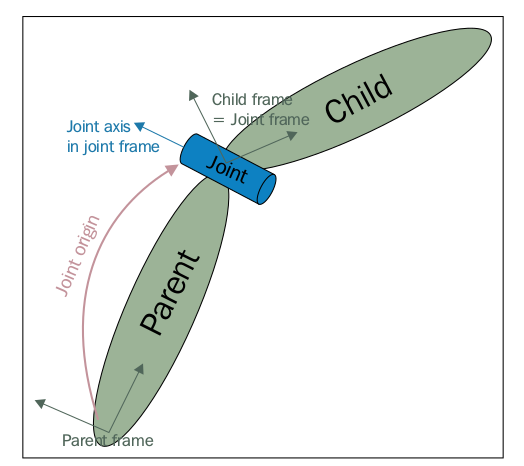 Child
Child frame
= Joint frame
Joint axis
in joint frame
Joint
Joint origin
Parent
Parent frame